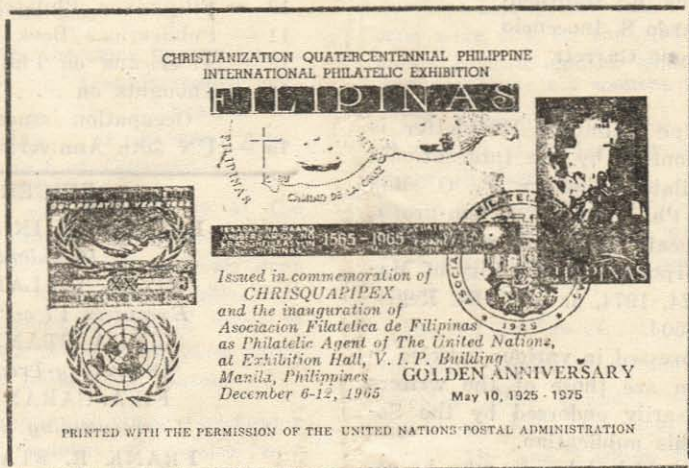 CHRISTIANIZATION QUATERCENTENNIAL PHILIPPINE
INTERNATIONAL PHILATELIC EXHIBITION
FILIPINAS
FILIPINAS
CIUDAD DE LA
1565-1965
FILIPINAS
ASOCIACION
FILATELICA
1925
Issued in commemoration of
CHRISQUAPIPEX
and the inauguration of
Asociacion Filatelica de Filipinas
as Philatelic Agent of The United Nations,
at Exhibition Hall, V. I. P. Building
Manila, Philippines
December 6-12, 1965
GOLDEN ANNIVERSARY
May 10, 1925 - 1975
PRINTED WITH THE PERMISSION OF THE UNITED NATIONS POSTAL ADMINISTRATION